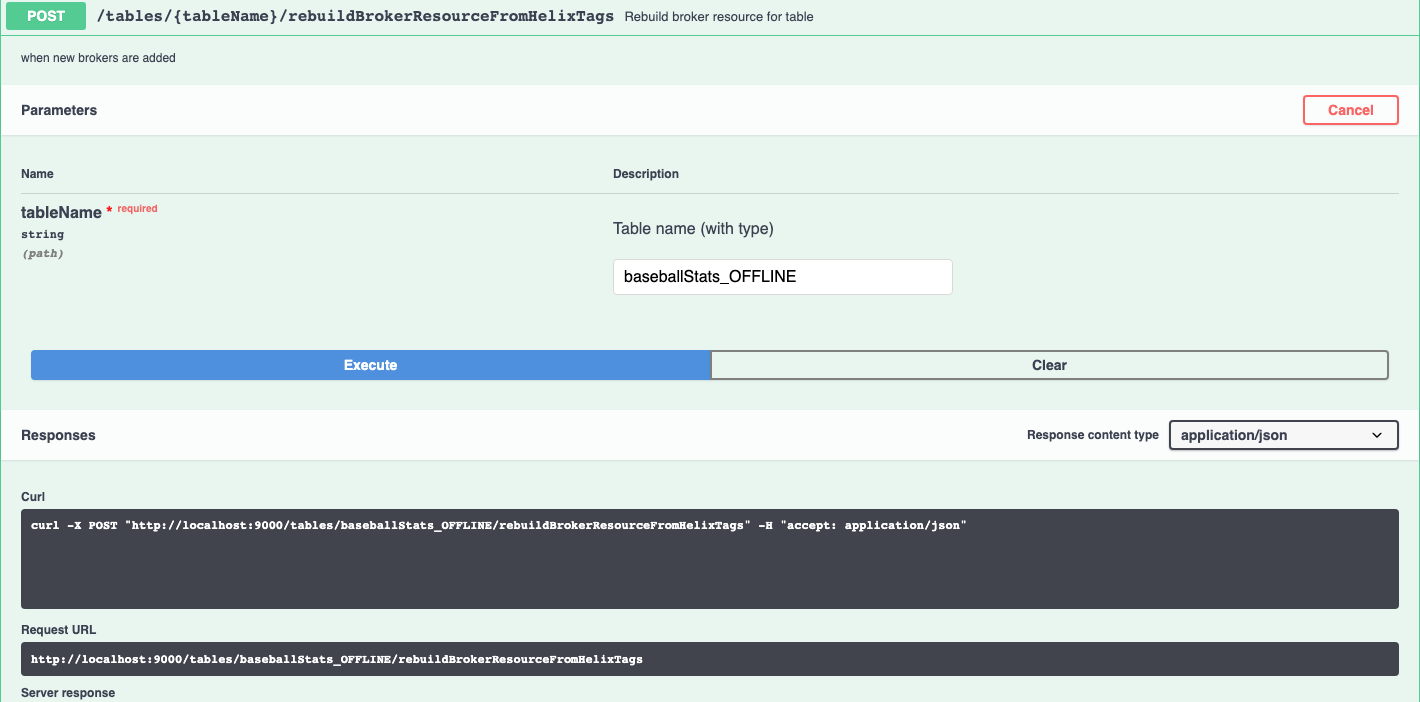 POST /tables/{tableName}/rebuildBrokerResourceFromHelixTags Rebuild broker resource for table
when new brokers are added
Parameters Cancel
Name Description
tableName * required
string
(path)
Table name (with type)
baseballStats_OFFLINE
Execute Clear
Responses Response content type application/json
Curl
curl -X POST "http://localhost:9000/tables/baseballStats_OFFLINE/rebuildBrokerResourceFromHelixTags" -H "accept: application/json"
Request URL
http://localhost:9000/tables/baseballStats_OFFLINE/rebuildBrokerResourceFromHelixTags
Server response